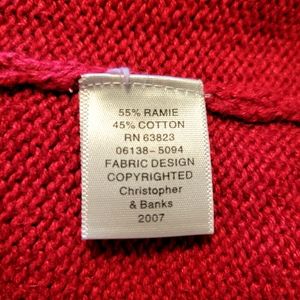 55% RAMIE
45% COTTON
RN 63823
06138-5094
FABRIC DESIGN
COPYRIGHTED
Christopher
& Banks
2007